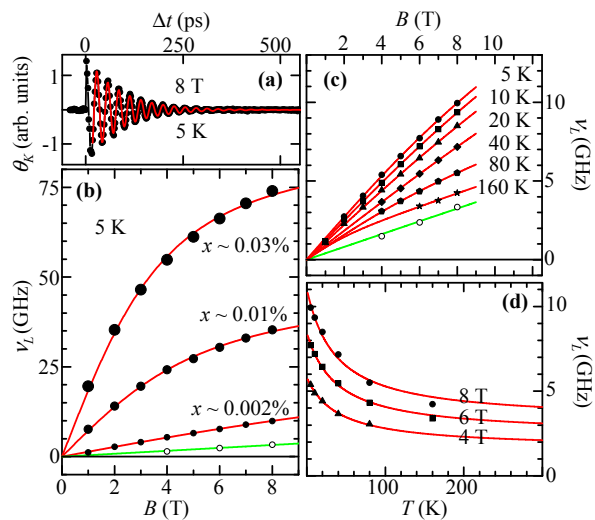 Δt (ps)
0 250 500
1
0
-1
θK (arb. units)
8 T
5 K
(a)
B (T)
2 4 6 8 10
(c)
5 K
10 K
20 K
40 K
80 K
160 K
10
5
0
νL (GHz)
(b)
5 K
75
50
25
0
νL (GHz)
x ~ 0.03%
x ~ 0.01%
x ~ 0.002%
0 2 4 6 8
B (T)
(d)
10
5
0
νL (GHz)
8 T
6 T
4 T
100 200
T (K)